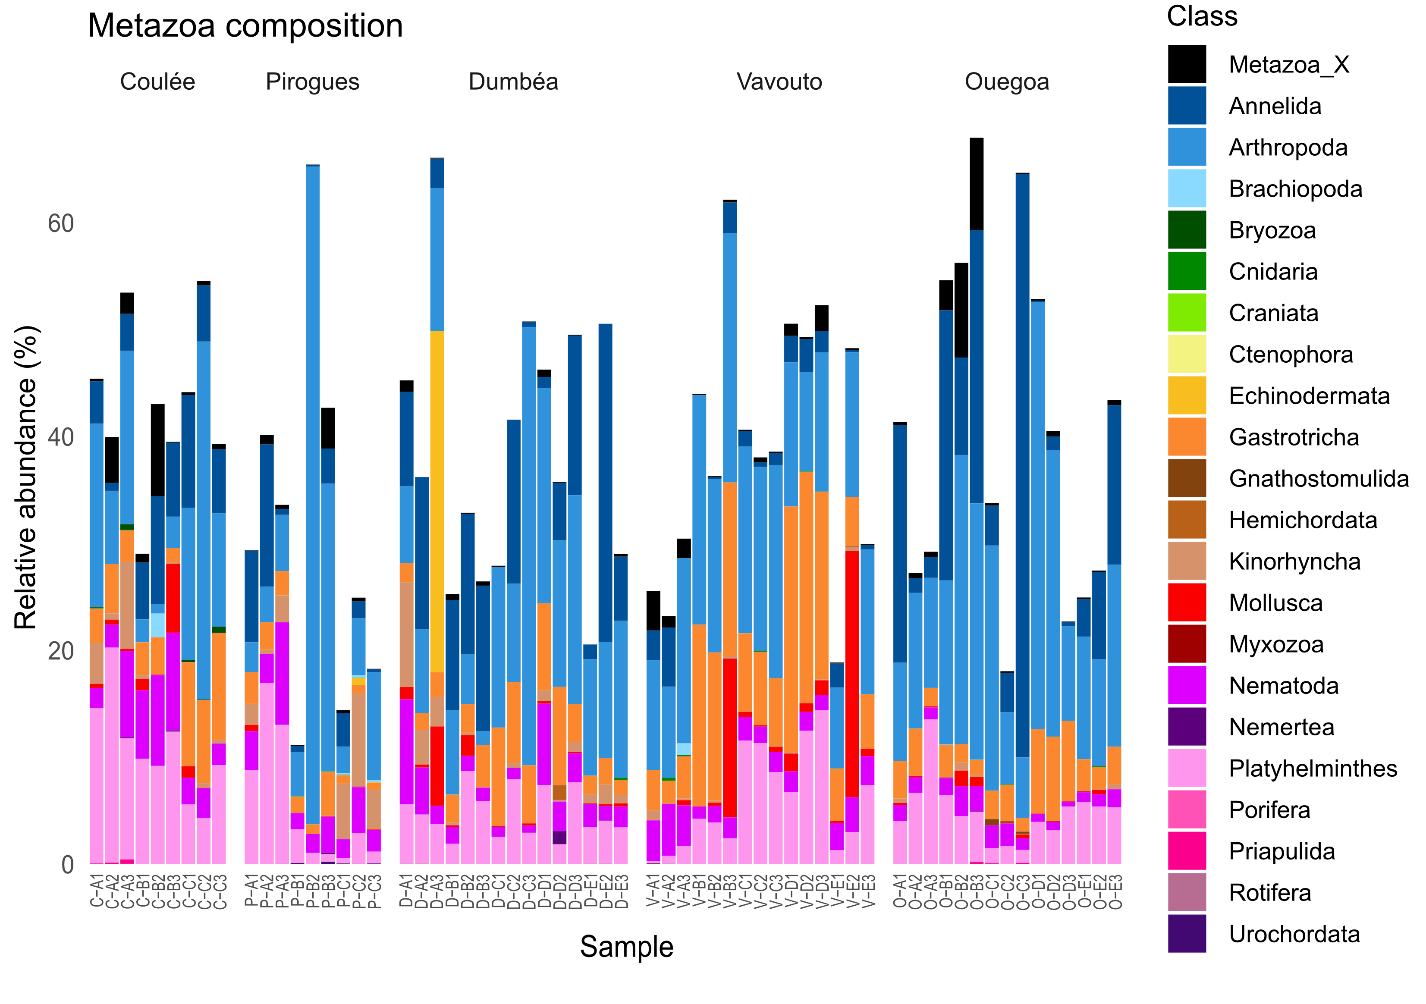 Metazoa composition
Coulée Pirogues Dumbéa Vavouto Ouegoa
Relative abundance (%)
60
40
20
0
C−A1 C−A2 C−A3 C−B1 C−B2 C−B3 C−C1 C−C2 C−C3 P−A1 P−A2 P−A3 P−B1 P−B2 P−B3 P−C1 P−C2 P−C3 D−A1 D−A2 D−A3 D−B1 D−B2 D−B3 D−C1 D−C2 D−C3 D−D1 D−D2 D−D3 D−E1 D−E2 D−E3 V−A1 V−A2 V−A3 V−B1 V−B2 V−B3 V−C1 V−C2 V−C3 V−D1 V−D2 V−D3 V−E1 V−E2 V−E3 O−A1 O−A2 O−A3 O−B1 O−B2 O−B3 O−C1 O−C2 O−C3 O−D1 O−D2 O−D3 O−E1 O−E2 O−E3
Sample
Class
Metazoa_X
Annelida
Arthropoda
Brachiopoda
Bryozoa
Cnidaria
Craniata
Ctenophora
Echinodermata
Gastrotricha
Gnathostomulida
Hemichordata
Kinorhyncha
Mollusca
Myxozoa
Nematoda
Nemertea
Platyhelminthes
Porifera
Priapulida
Rotifera
Urochordata